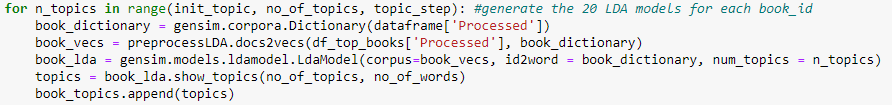 for n_topics in range(init_topic, no_of_topics, topic_step): #generate the 20 LDA models for each book_id
    book_dictionary = gensim.corpora.Dictionary(dataframe['Processed'])
    book_vecs = preprocessLDA.docs2vecs(df_top_books['Processed'], book_dictionary)
    book_lda = gensim.models.ldamodel.LdaModel(corpus=book_vecs, id2word = book_dictionary, num_topics = n_topics)
    topics = book_lda.show_topics(no_of_topics, no_of_words)
    book_topics.append(topics)